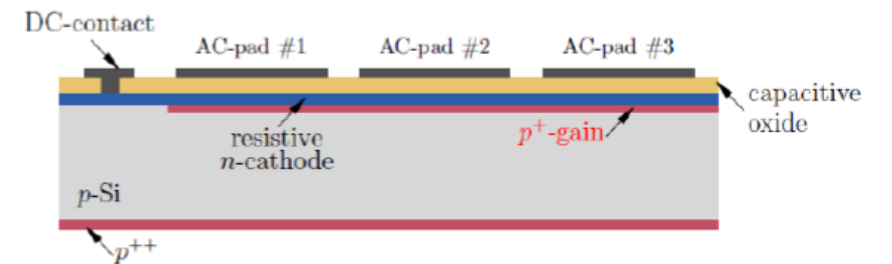 DC-contact
AC-pad #1
AC-pad #2
AC-pad #3
capacitive
oxide
resistive
n-cathode
p+-gain
p-Si
p++